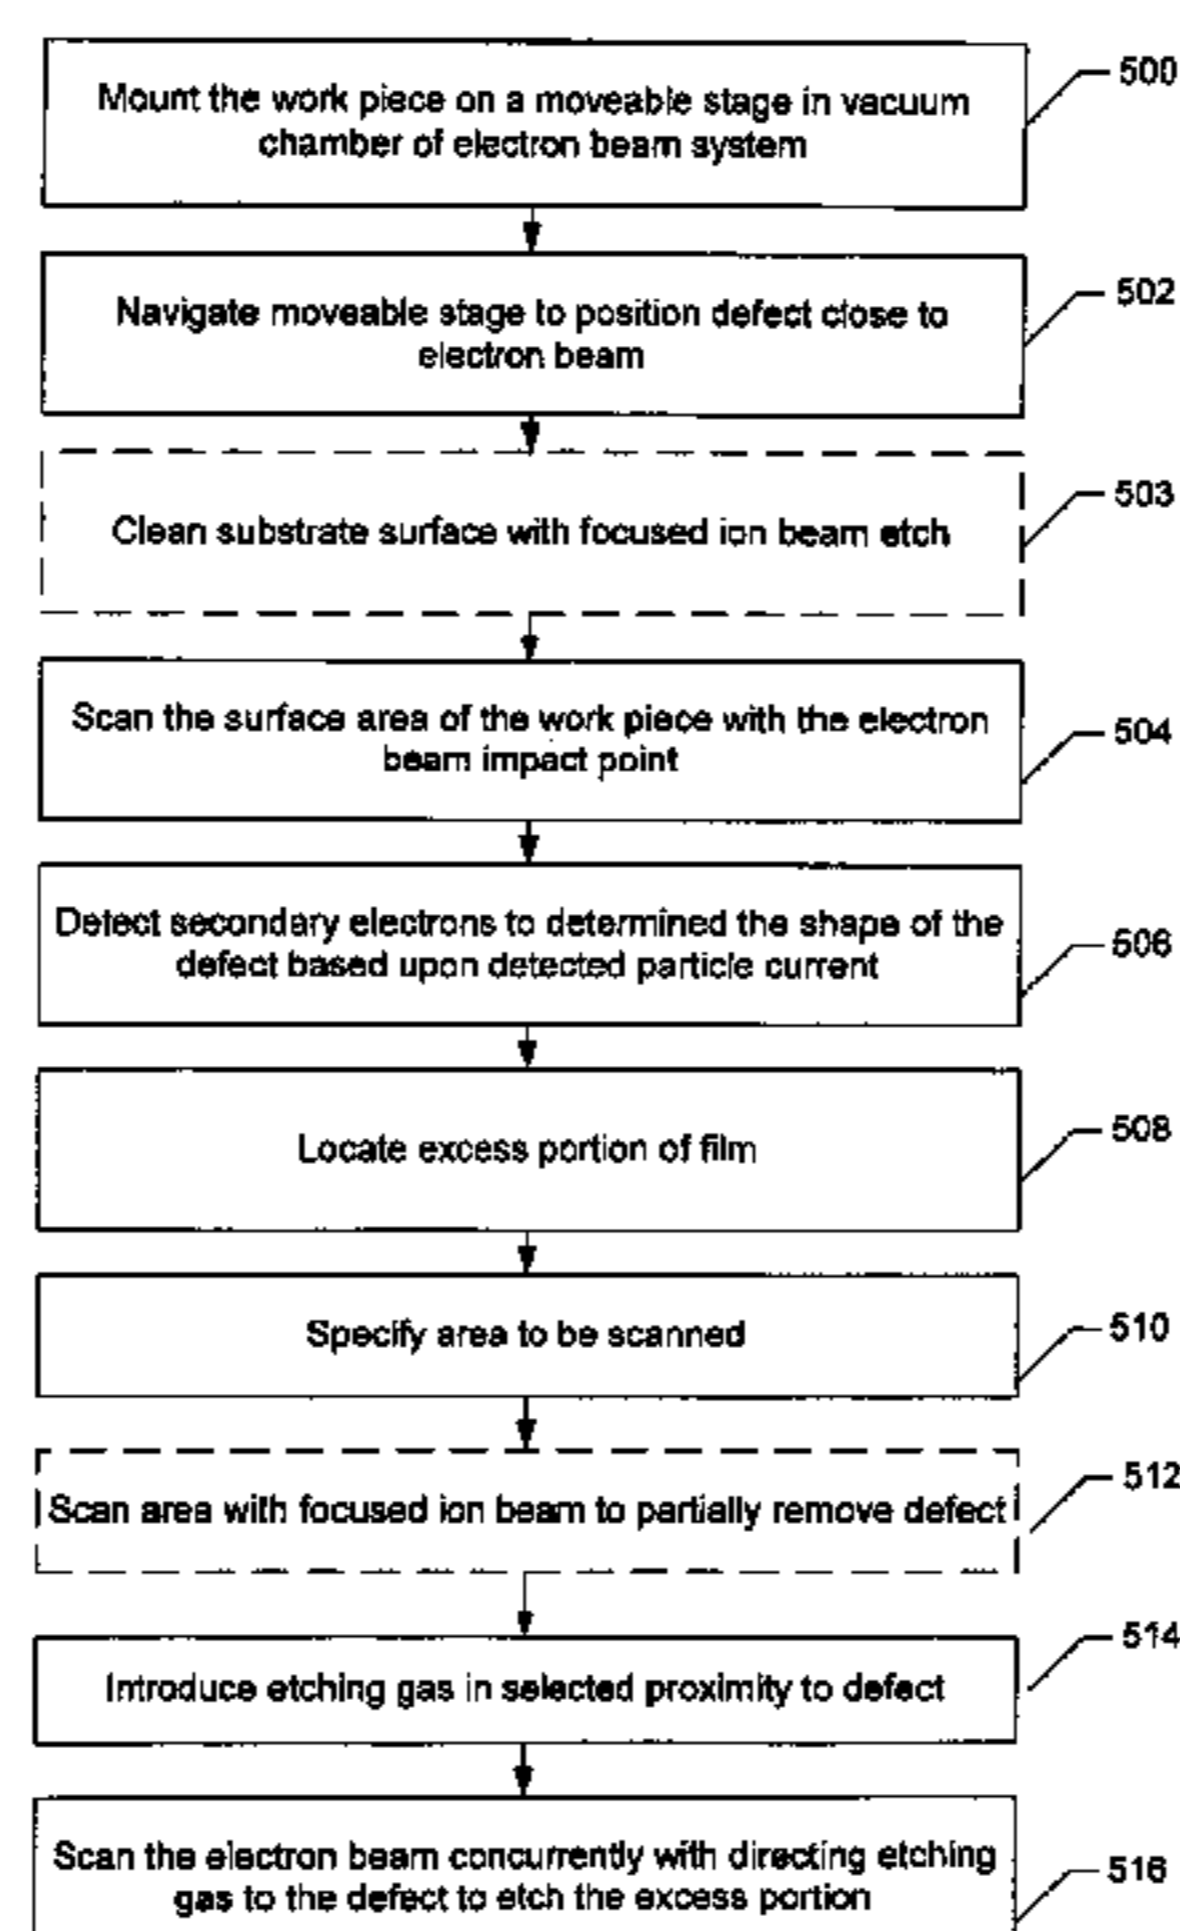 Mount the work piece on a moveable stage in vacuum
chamber of electron beam system
500
Navigate moveable stage to position defect close to
electron beam
502
Clean substrate surface with focused ion beam etch
503
Scan the surface area of the work piece with the electron
beam impact point
504
Detect secondary electrons to determined the shape of the
defect based upon detected particle current
506
Locate excess portion of film
508
Specify area to be scanned
510
Scan area with focused ion beam to partially remove defect
512
Introduce etching gas in selected proximity to defect
514
Scan the electron beam concurrently with directing etching
gas to the defect to etch the excess portion
516